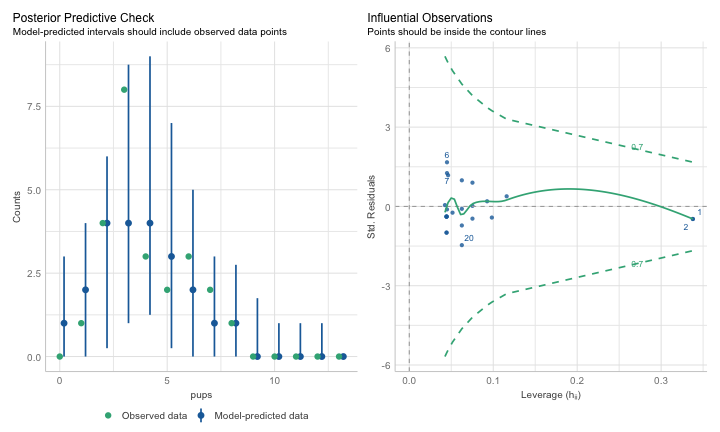 Posterior Predictive Check
Model-predicted intervals should include observed data points
Counts
7.5
5.0
2.5
0.0
0
5
10
pups
Observed data
Model-predicted data
Influential Observations
Points should be inside the contour lines
Std. Residuals
6
3
0
-3
-6
0.7
6
7
20
1
2
0.7
0.0
0.1
0.2
0.3
Leverage (hᵢᵢ)